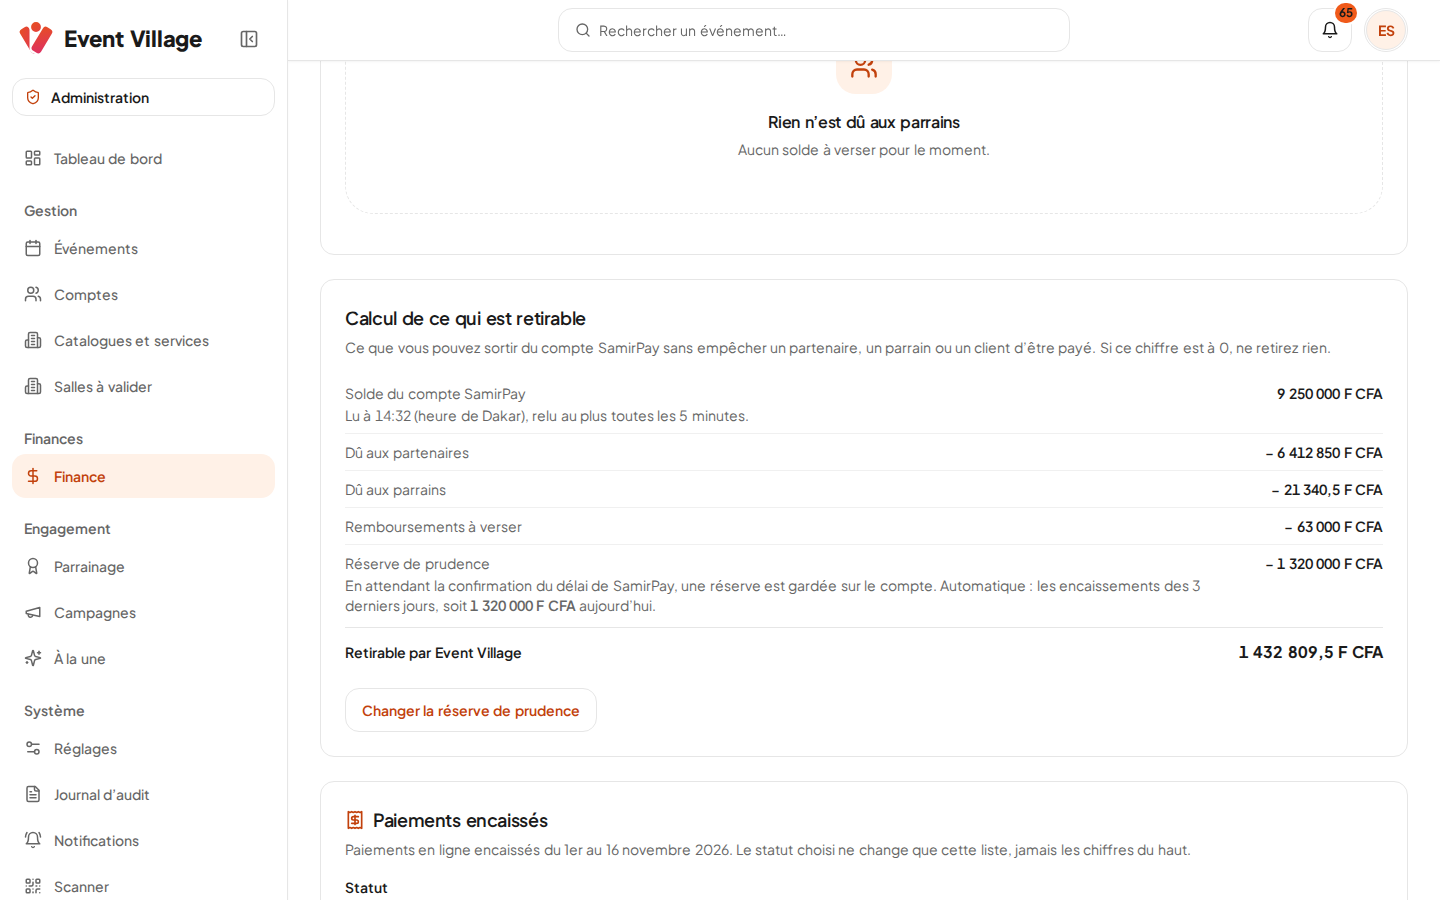 Event Village
Rechercher un événement...
65
ES
Administration
Tableau de bord
Gestion
Événements
Comptes
Catalogues et services
Salles à valider
Finances
Finance
Engagement
Parrainage
Campagnes
À la une
Système
Réglages
Journal d’audit
Notifications
Scanner
Rien n’est dû aux parrains
Aucun solde à verser pour le moment.
Calcul de ce qui est retirable
Ce que vous pouvez sortir du compte SamirPay sans empêcher un partenaire, un parrain ou un client d’être payé. Si ce chiffre est à 0, ne retirez rien.
Solde du compte SamirPay 9 250 000 F CFA
Lu à 14:32 (heure de Dakar), relu au plus toutes les 5 minutes.
Dû aux partenaires – 6 412 850 F CFA
Dû aux parrains – 21 340,5 F CFA
Remboursements à verser – 63 000 F CFA
Réserve de prudence – 1 320 000 F CFA
En attendant la confirmation du délai de SamirPay, une réserve est gardée sur le compte. Automatique : les encaissements des 3
derniers jours, soit 1 320 000 F CFA aujourd’hui.
Retirable par Event Village 1 432 809,5 F CFA
Changer la réserve de prudence
Paiements encaissés
Paiements en ligne encaissés du 1er au 16 novembre 2026. Le statut choisi ne change que cette liste, jamais les chiffres du haut.
Statut